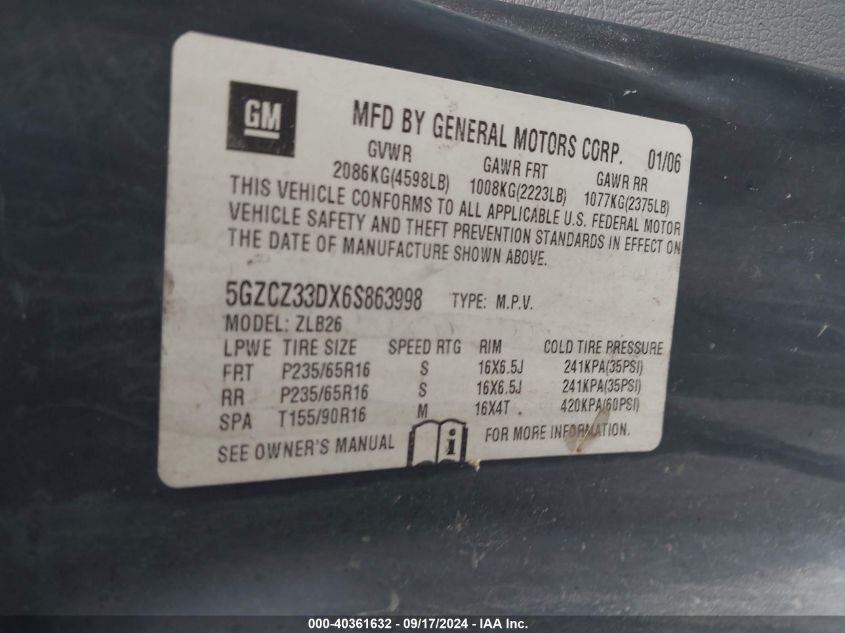 GM
MFD BY GENERAL MOTORS CORP. 01/06
GVWR GAWR FRT GAWR RR
2086KG(4598LB) 1008KG(2223LB) 1077KG(2375LB)
THIS VEHICLE CONFORMS TO ALL APPLICABLE U.S. FEDERAL MOTOR
VEHICLE SAFETY AND THEFT PREVENTION STANDARDS IN EFFECT ON
THE DATE OF MANUFACTURE SHOWN ABOVE.
5GZCZ33DX6S863998 TYPE: M.P.V.
MODEL: ZLB26
LPWE TIRE SIZE SPEED RTG RIM COLD TIRE PRESSURE
FRT P235/65R16 S 16X6.5J 241KPA(35PSI)
RR P235/65R16 S 16X6.5J 241KPA(35PSI)
SPA T155/90R16 M 16X4T 420KPA(60PSI)
SEE OWNER'S MANUAL i FOR MORE INFORMATION.
000-40361632 - 09/17/2024 - IAA Inc.